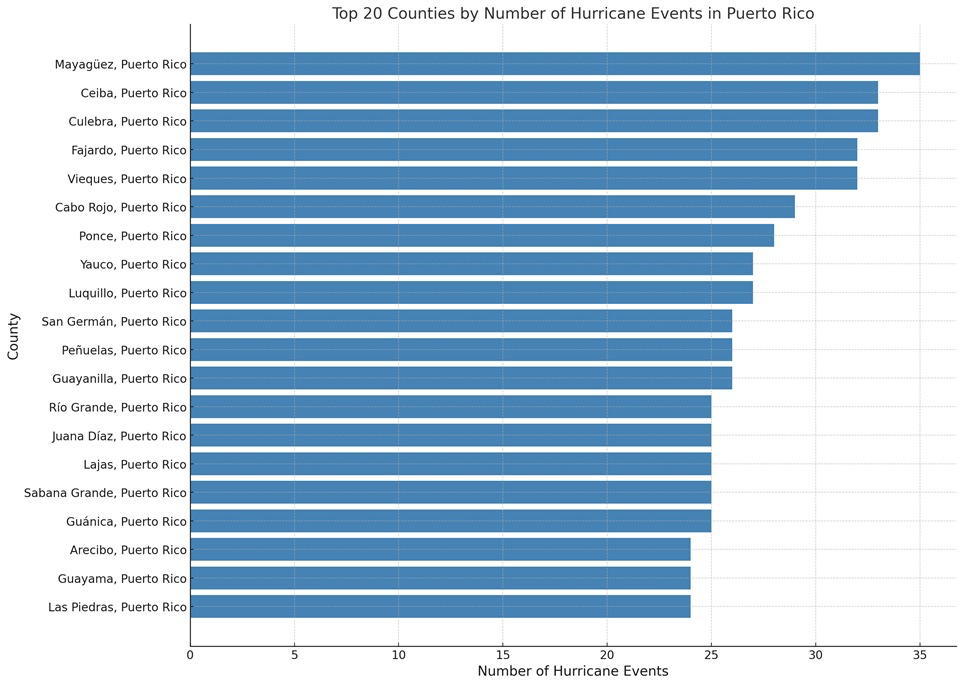 Top 20 Counties by Number of Hurricane Events in Puerto Rico
Mayagüez, Puerto Rico
Ceiba, Puerto Rico
Culebra, Puerto Rico
Fajardo, Puerto Rico
Vieques, Puerto Rico
Cabo Rojo, Puerto Rico
Ponce, Puerto Rico
Yauco, Puerto Rico
Luquillo, Puerto Rico
San Germán, Puerto Rico
Peñuelas, Puerto Rico
Guayanilla, Puerto Rico
Río Grande, Puerto Rico
Juana Díaz, Puerto Rico
Lajas, Puerto Rico
Sabana Grande, Puerto Rico
Guánica, Puerto Rico
Arecibo, Puerto Rico
Guayama, Puerto Rico
Las Piedras, Puerto Rico
County
0 5 10 15 20 25 30 35
Number of Hurricane Events